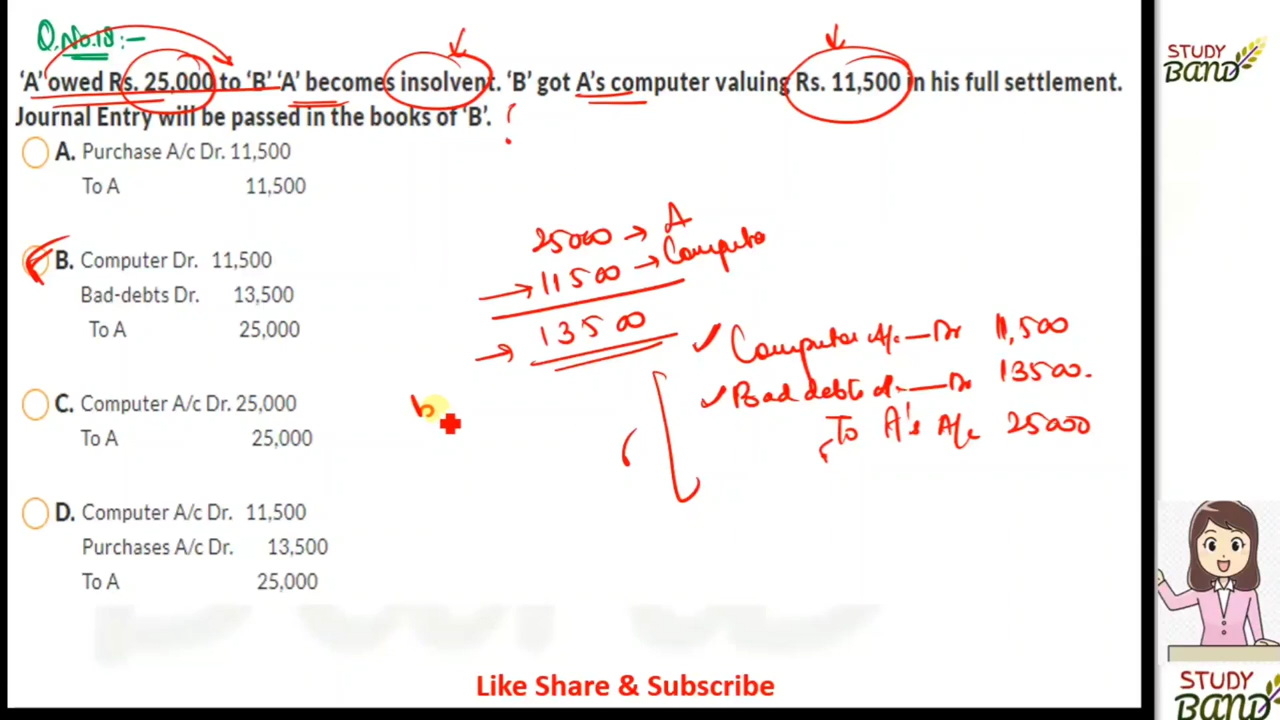 Q.No.18:-
STUDY
BAND
'A' owed Rs. 25,000 to 'B' 'A' becomes insolvent. 'B' got A's computer valuing Rs. 11,500 in his full settlement.
Journal Entry will be passed in the books of 'B'. ?
A. Purchase A/c Dr. 11,500
To A 11,500
B. Computer Dr. 11,500
Bad-debts Dr. 13,500
To A 25,000
C. Computer A/c Dr. 25,000
To A 25,000
D. Computer A/c Dr. 11,500
Purchases A/c Dr. 13,500
To A 25,000
25000 → A
→ 11500 → Computer
→ 13500
✓ Computer A/c — Dr 11,500
✓ Bad debts — Dr 13500.
To A's A/c 25000
Like Share & Subscribe
STUDY
BAND